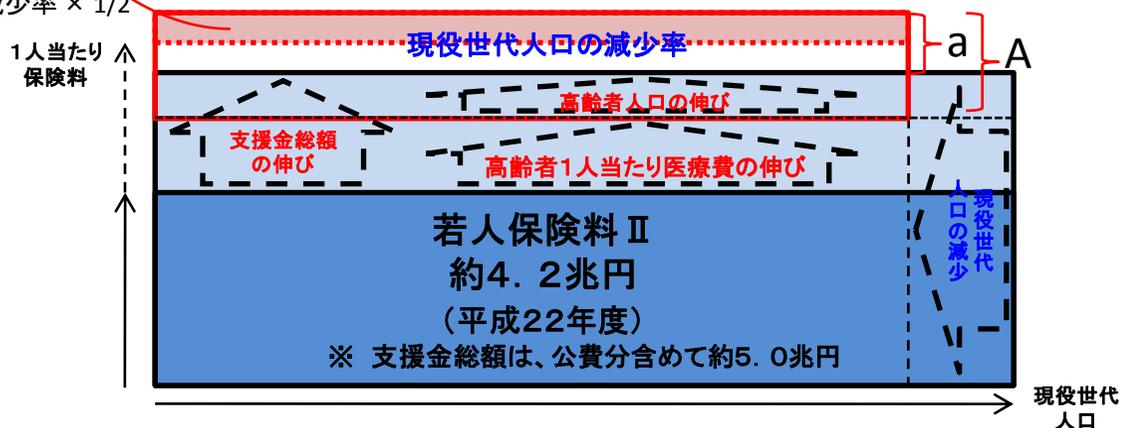 少率 × 1/2
現役世代人口の減少率
a
A
1人当たり
保険料
高齢者人口の伸び
支援金総額
の伸び
高齢者1人当たり医療費の伸び
現役世代
人口の減少
若人保険料Ⅱ
約4.2兆円
（平成22年度）
※ 支援金総額は、公費分含めて約5.0兆円
現役世代
人口